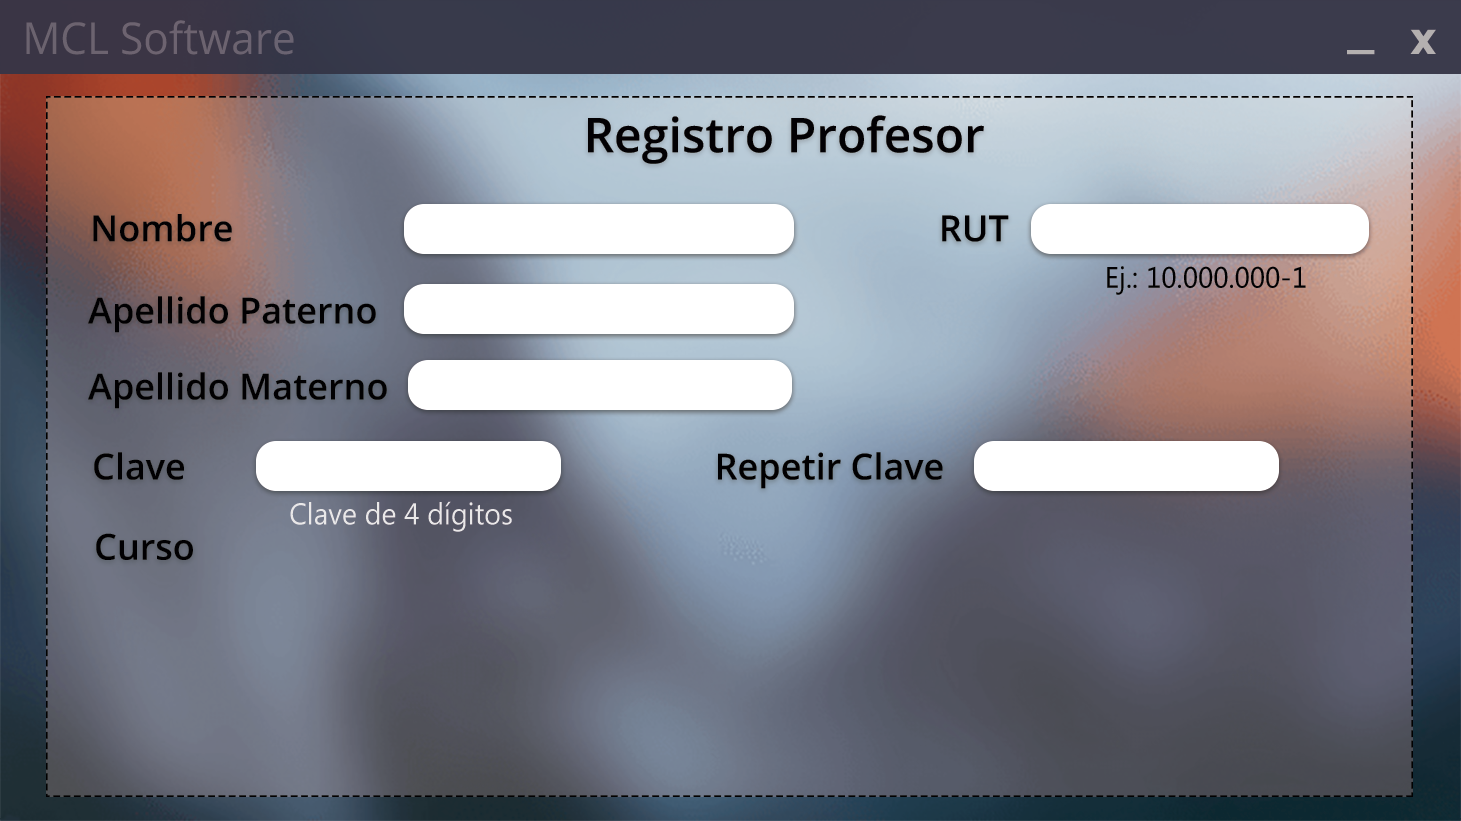 MCL Software
_ X
Registro Profesor
Nombre
RUT
Ej.: 10.000.000-1
Apellido Paterno
Apellido Materno
Clave
Repetir Clave
Clave de 4 dígitos
Curso